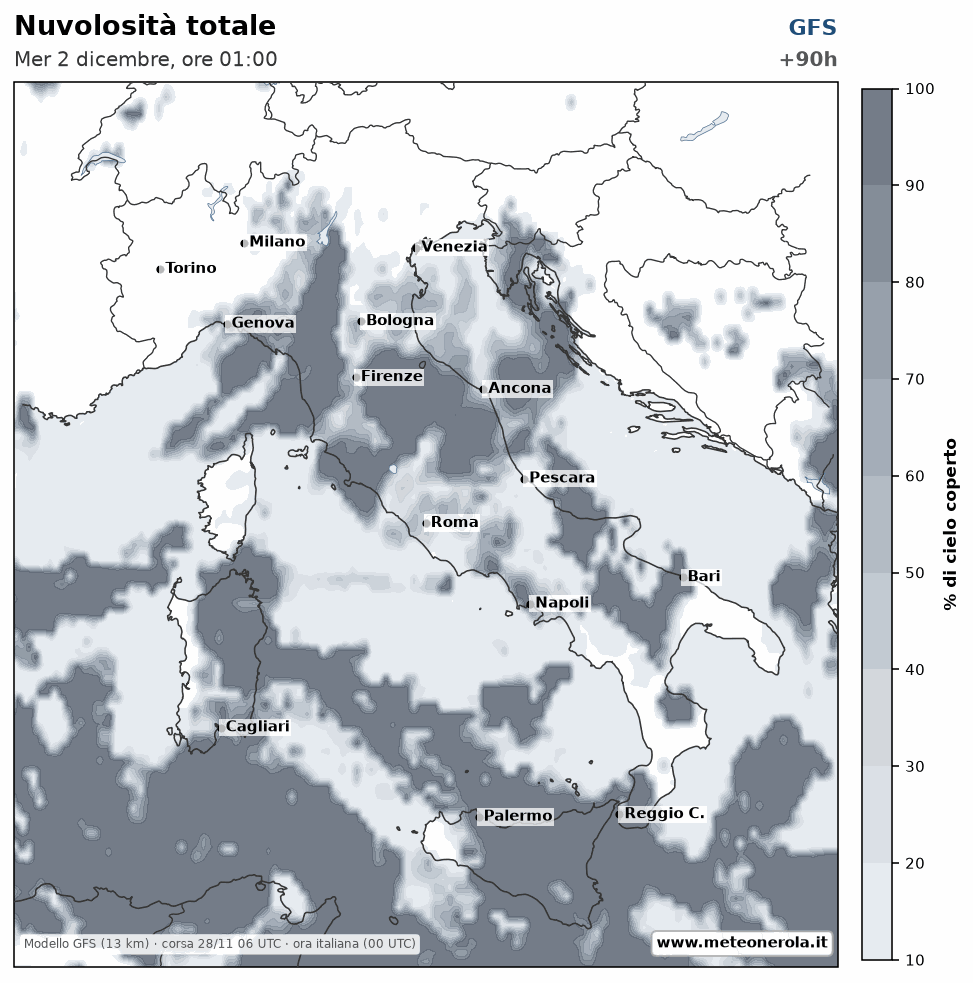 Nuvolosità totale
GFS
Mer 2 dicembre, ore 01:00
+90h
100
90
80
70
60
50
40
30
20
10
% di cielo coperto
Milano
Venezia
Torino
Genova
Bologna
Firenze
Ancona
Pescara
Roma
Bari
Napoli
Cagliari
Palermo
Reggio C.
Modello GFS (13 km) · corsa 28/11 06 UTC · ora italiana (00 UTC)
www.meteonerola.it